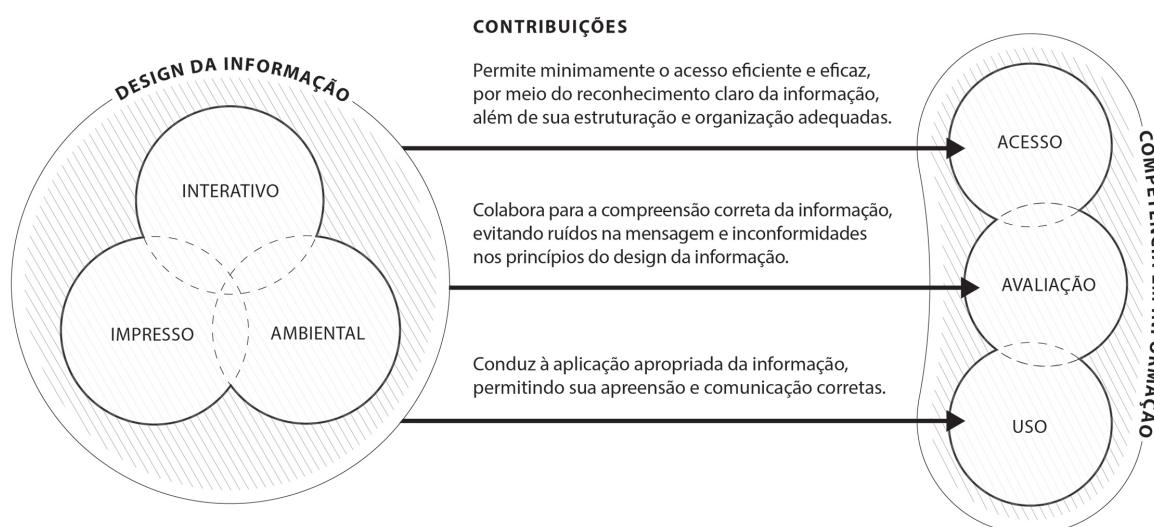 CONTRIBUIÇÕES
DESIGN DA INFORMAÇÃO
Permite minimamente o acesso eficiente e eficaz,
por meio do reconhecimento claro da informação,
além de sua estruturação e organização adequadas.
INTERATIVO
IMPRESSO
AMBIENTAL
Colabora para a compreensão correta da informação,
evitando ruídos na mensagem e inconformidades
nos princípios do design da informação.
Conduz à aplicação apropriada da informação,
permitindo sua apreensão e comunicação corretas.
ACESSO
AVALIAÇÃO
USO
COMPETÊNCIA EM INFORMAÇÃO